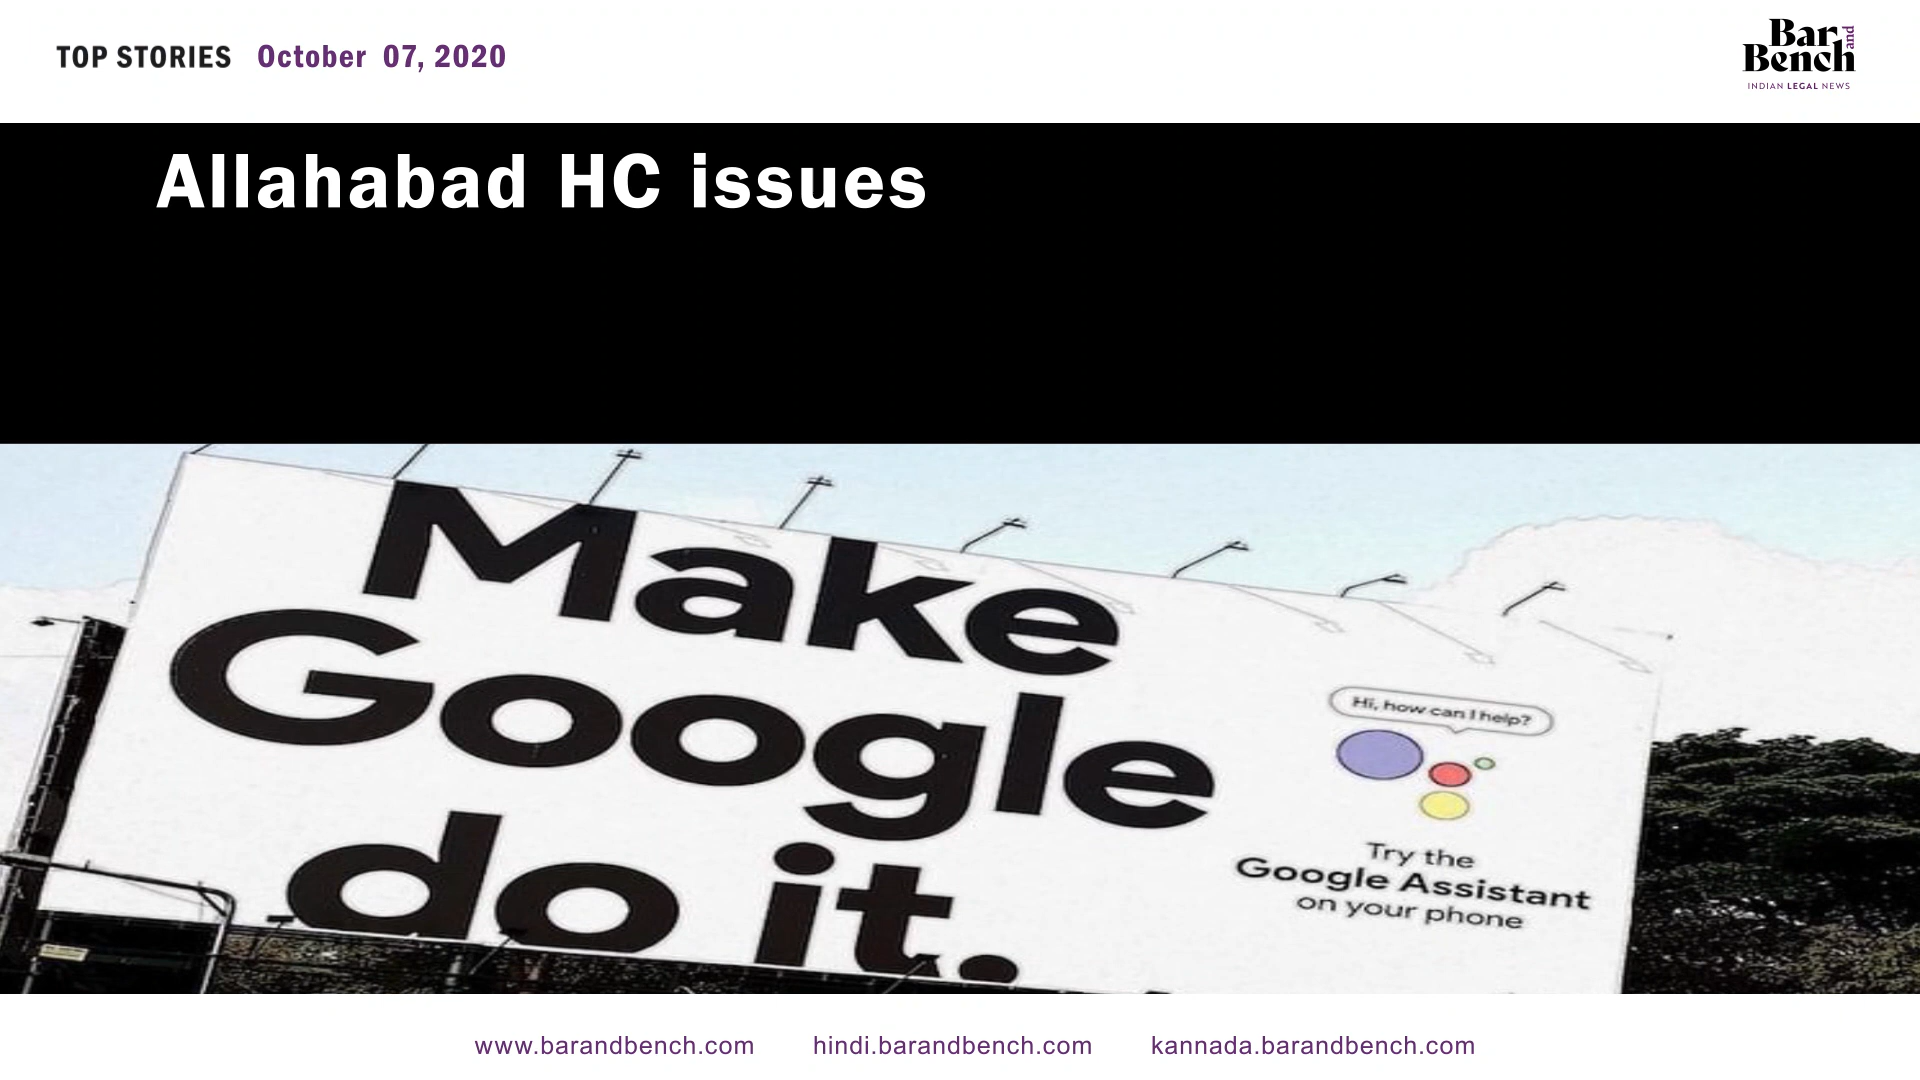 TOP STORIES October 07, 2020
Bar and
Bench
INDIAN LEGAL NEWS
Allahabad HC issues
Make
Google
do it.
Hi, how can I help?
Try the
Google Assistant
on your phone
www.barandbench.com hindi.barandbench.com kannada.barandbench.com